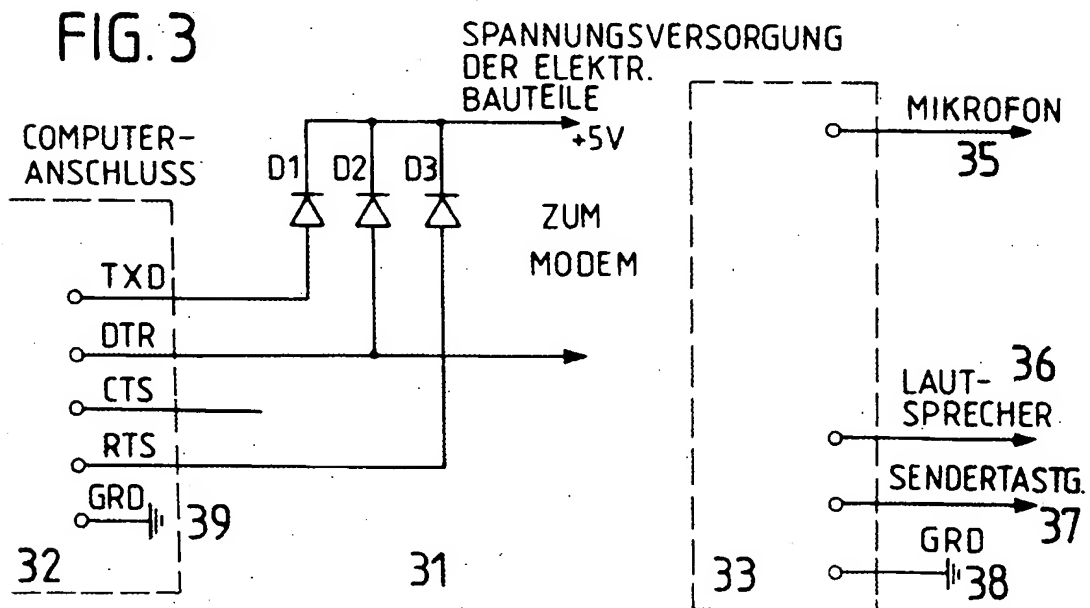 FIG. 3
SPANNUNGSVERSORGUNG
DER ELEKTR.
BAUTEILE
+5V
COMPUTER-
ANSCHLUSS
D1 D2 D3
ZUM
MODEM
TXD
DTR
CTS
RTS
GRD
39
32
31
33
MIKROFON
35
36
LAUT-
SPRECHER
SENDERTASTG.
37
GRD
38